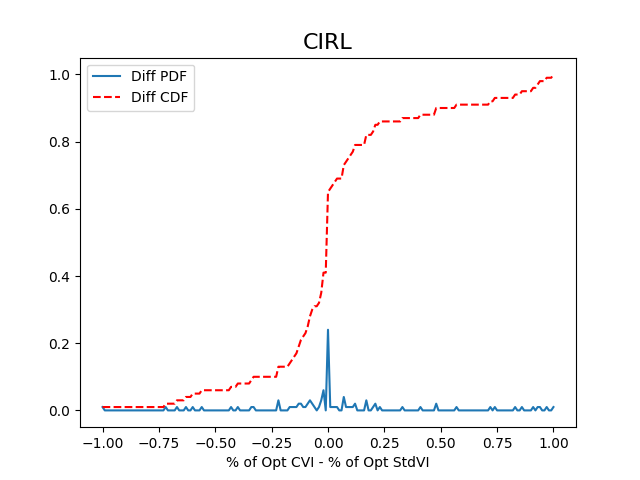 CIRL
Diff PDF
Diff CDF
1.0
0.8
0.6
0.4
0.2
0.0
−1.00 −0.75 −0.50 −0.25 0.00 0.25 0.50 0.75 1.00
% of Opt CVI - % of Opt StdVI